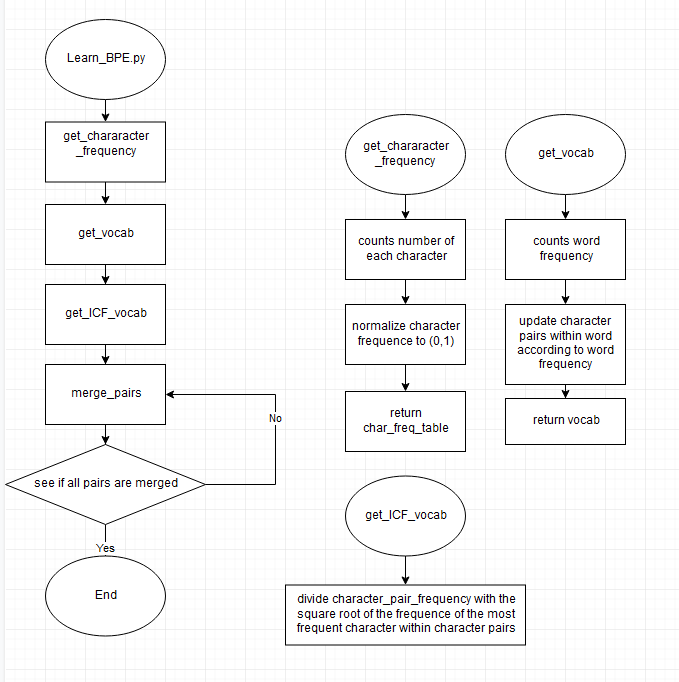 Learn_BPE.py
get_chararacter
_frequency
get_vocab
get_ICF_vocab
merge_pairs
No
see if all pairs are merged
Yes
End
get_chararacter
_frequency
counts number of
each character
normalize character
frequence to (0,1)
return
char_freq_table
get_vocab
counts word
frequency
update character
pairs within word
according to word
frequency
return vocab
get_ICF_vocab
divide character_pair_frequency with the
square root of the frequence of the most
frequent character within character pairs